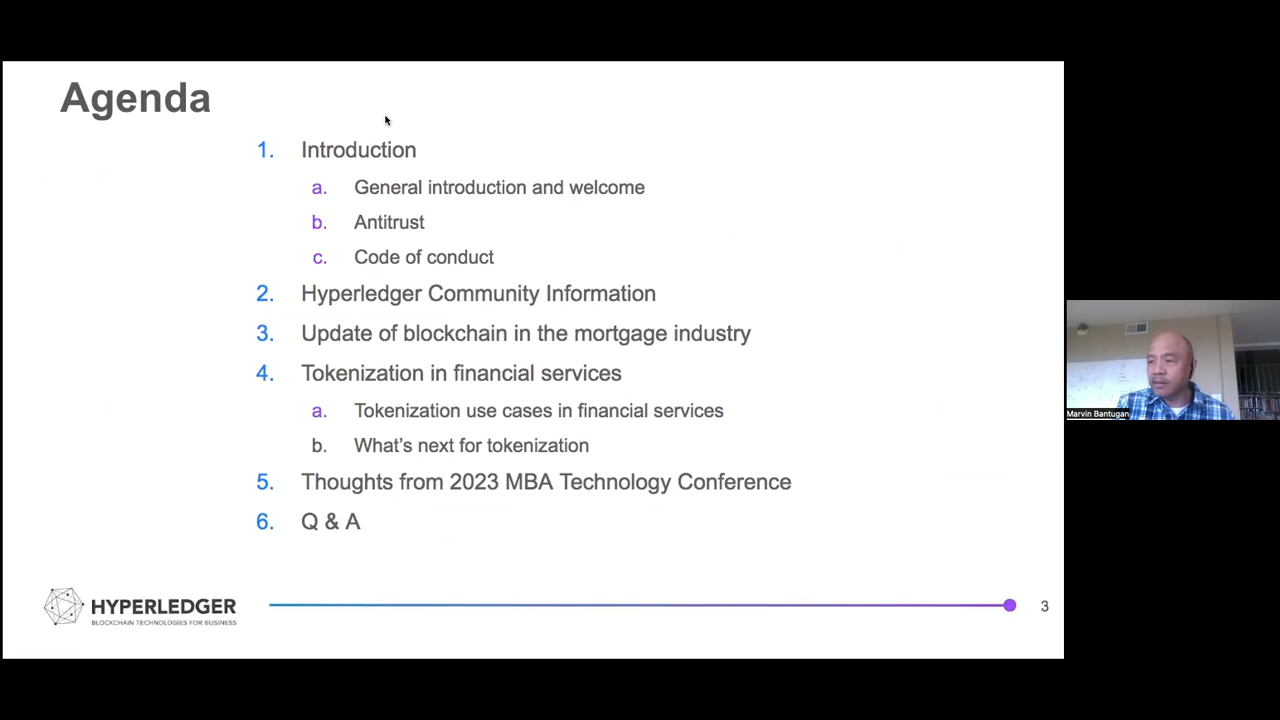 Agenda
1. Introduction
a. General introduction and welcome
b. Antitrust
c. Code of conduct
2. Hyperledger Community Information
3. Update of blockchain in the mortgage industry
4. Tokenization in financial services
a. Tokenization use cases in financial services
b. What’s next for tokenization
5. Thoughts from 2023 MBA Technology Conference
6. Q & A
HYPERLEDGER
BLOCKCHAIN TECHNOLOGIES FOR BUSINESS
3
Marvin Bantugan